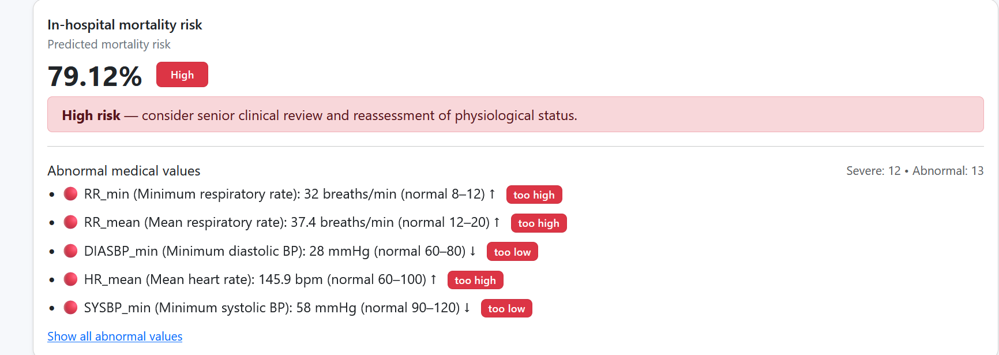 In-hospital mortality risk
Predicted mortality risk
79.12% High
High risk — consider senior clinical review and reassessment of physiological status.
Abnormal medical values Severe: 12 • Abnormal: 13
• RR_min (Minimum respiratory rate): 32 breaths/min (normal 8–12) ↑ too high
• RR_mean (Mean respiratory rate): 37.4 breaths/min (normal 12–20) ↑ too high
• DIASBP_min (Minimum diastolic BP): 28 mmHg (normal 60–80) ↓ too low
• HR_mean (Mean heart rate): 145.9 bpm (normal 60–100) ↑ too high
• SYSBP_min (Minimum systolic BP): 58 mmHg (normal 90–120) ↓ too low
Show all abnormal values